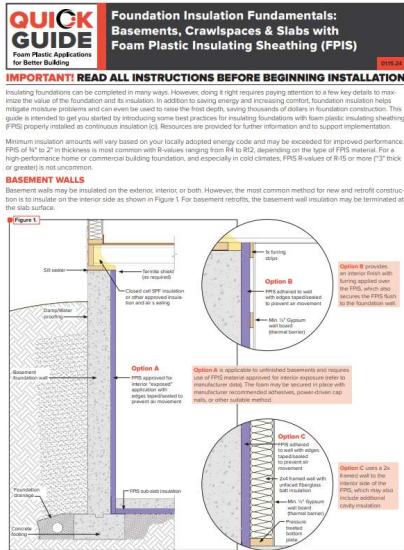 QUICK
GUIDE
Foam Plastic Applications
for Better Building
Foundation Insulation Fundamentals:
Basements, Crawlspaces & Slabs with
Foam Plastic Insulating Sheathing (FPIS)
0115.24
IMPORTANT! READ ALL INSTRUCTIONS BEFORE BEGINNING INSTALLATION
Insulating foundations can be completed in many ways. However, doing it right requires paying attention to a few key details to max-
imize the value of the foundation and its insulation. In addition to saving energy and increasing comfort, foundation insulation helps
mitigate moisture problems and can even be used to raise the frost depth, saving thousands of dollars in foundation construction. This
guide is intended to get you started by introducing some best practices for insulating foundations with foam plastic insulating sheathing
(FPIS) properly installed as continuous insulation (ci). Resources are provided for further information and to support implementation.
Minimum insulation amounts will vary based on your locally adopted energy code and may be exceeded for improved performance.
FPIS of ¾" to 2" in thickness is most common with R-values ranging from R4 to R12, depending on the type of FPIS material. For a
high-performance home or commercial building foundation, and especially in cold climates, FPIS R-values of R-15 or more (~3" thick
or greater) is not uncommon.
BASEMENT WALLS
Basement walls may be insulated on the exterior, interior, or both. However, the most common method for new and retrofit construc-
tion is to insulate on the interior side as shown in Figure 1. For basement retrofits, the basement wall insulation may be terminated at
the slab surface.
Figure 1.
Sill sealer
Termite shield
(as required)
Closed cell SPF insulation
or other approved insula-
tion and air s ealing
Damp/Water
proofing
Basement
foundation wall
Option A
FPIS approved for
interior "exposed"
application with
edges taped/sealed to
prevent air movement
FPIS sub-slab insulation
Foundation
drainage
Concrete
footing
1x furring
strips
Option B
FPIS adhered to wall
with edges taped/sealed
to prevent air movement
Min. ½" Gypsum
wall board
(thermal barrier)
Option B provides
an interior finish with
furring applied over
the FPIS, which also
secures the FPIS flush
to the foundation wall.
Option A is applicable to unfinished basements and requires
use of FPIS material approved for interior exposure (refer to
manufacturer data). The foam may be secured in place with
manufacturer recommended adhesives, power-driven cap
nails, or other suitable method.
Option C
FPIS adhered
to wall with edges
taped/sealed
to prevent air
movement
2x4 framed wall with
unfaced fiberglass
batt insulation
Min. ½" Gypsum
wall board
(thermal barrier)
Pressure
treated
bottom
plate
Option C uses a 2x
framed wall to the
interior side of the
FPIS, which may also
include additional
cavity insulation.